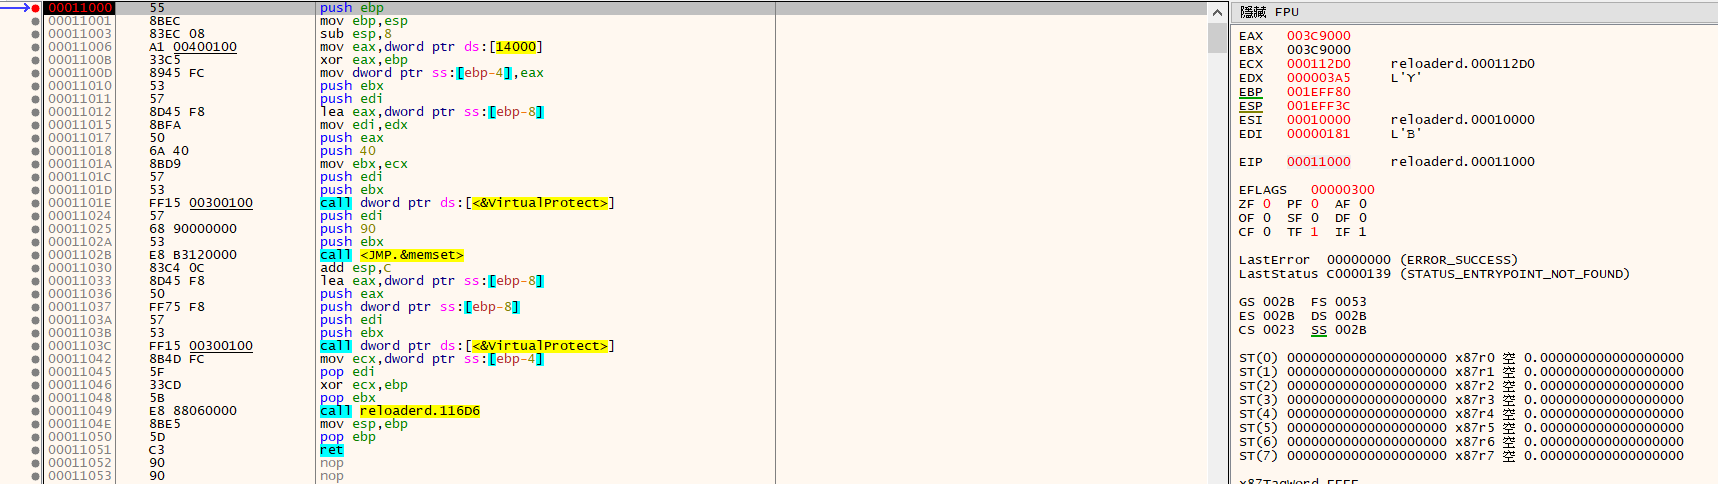 00011000 55 push ebp
00011001 8BEC mov ebp,esp
00011003 83EC 08 sub esp,8
00011006 A1 00400100 mov eax,dword ptr ds:[14000]
0001100B 33C5 xor eax,ebp
0001100D 8945 FC mov dword ptr ss:[ebp-4],eax
00011010 53 push ebx
00011011 57 push edi
00011012 8D45 F8 lea eax,dword ptr ss:[ebp-8]
00011015 8BFA mov edi,edx
00011017 50 push eax
00011018 6A 40 push 40
0001101A 8BD9 mov ebx,ecx
0001101C 57 push edi
0001101D 53 push ebx
0001101E FF15 00300100 call dword ptr ds:[<&VirtualProtect>]
00011024 57 push edi
00011025 68 90000000 push 90
0001102A 53 push ebx
0001102B E8 B3120000 call <JMP.&memset>
00011030 83C4 0C add esp,C
00011033 8D45 F8 lea eax,dword ptr ss:[ebp-8]
00011036 50 push eax
00011037 FF75 F8 push dword ptr ss:[ebp-8]
0001103A 57 push edi
0001103B 53 push ebx
0001103C FF15 00300100 call dword ptr ds:[<&VirtualProtect>]
00011042 8B4D FC mov ecx,dword ptr ss:[ebp-4]
00011045 5F pop edi
00011046 33CD xor ecx,ebp
00011048 5B pop ebx
00011049 E8 88060000 call reloaderd.116D6
0001104E 8BE5 mov esp,ebp
00011050 5D pop ebp
00011051 C3 ret
00011052 90 nop
00011053 90 nop
隱藏 FPU
EAX 003C9000
EBX 003C9000
ECX 000112D0 reloaderd.000112D0
EDX 000003A5 L'Υ'
EBP 001EFF80
ESP 001EFF3C
ESI 00010000 reloaderd.00010000
EDI 00000181 L'Ɓ'
EIP 00011000 reloaderd.00011000
EFLAGS 00000300
ZF 0 PF 0 AF 0
OF 0 SF 0 DF 0
CF 0 TF 1 IF 1
LastError 00000000 (ERROR_SUCCESS)
LastStatus C0000139 (STATUS_ENTRYPOINT_NOT_FOUND)
GS 002B FS 0053
ES 002B DS 002B
CS 0023 SS 002B
ST(0) 00000000000000000000 x87r0 空 0.000000000000000000
ST(1) 00000000000000000000 x87r1 空 0.000000000000000000
ST(2) 00000000000000000000 x87r2 空 0.000000000000000000
ST(3) 00000000000000000000 x87r3 空 0.000000000000000000
ST(4) 00000000000000000000 x87r4 空 0.000000000000000000
ST(5) 00000000000000000000 x87r5 空 0.000000000000000000
ST(6) 00000000000000000000 x87r6 空 0.000000000000000000
ST(7) 00000000000000000000 x87r7 空 0.000000000000000000
x87TagWord FFFF